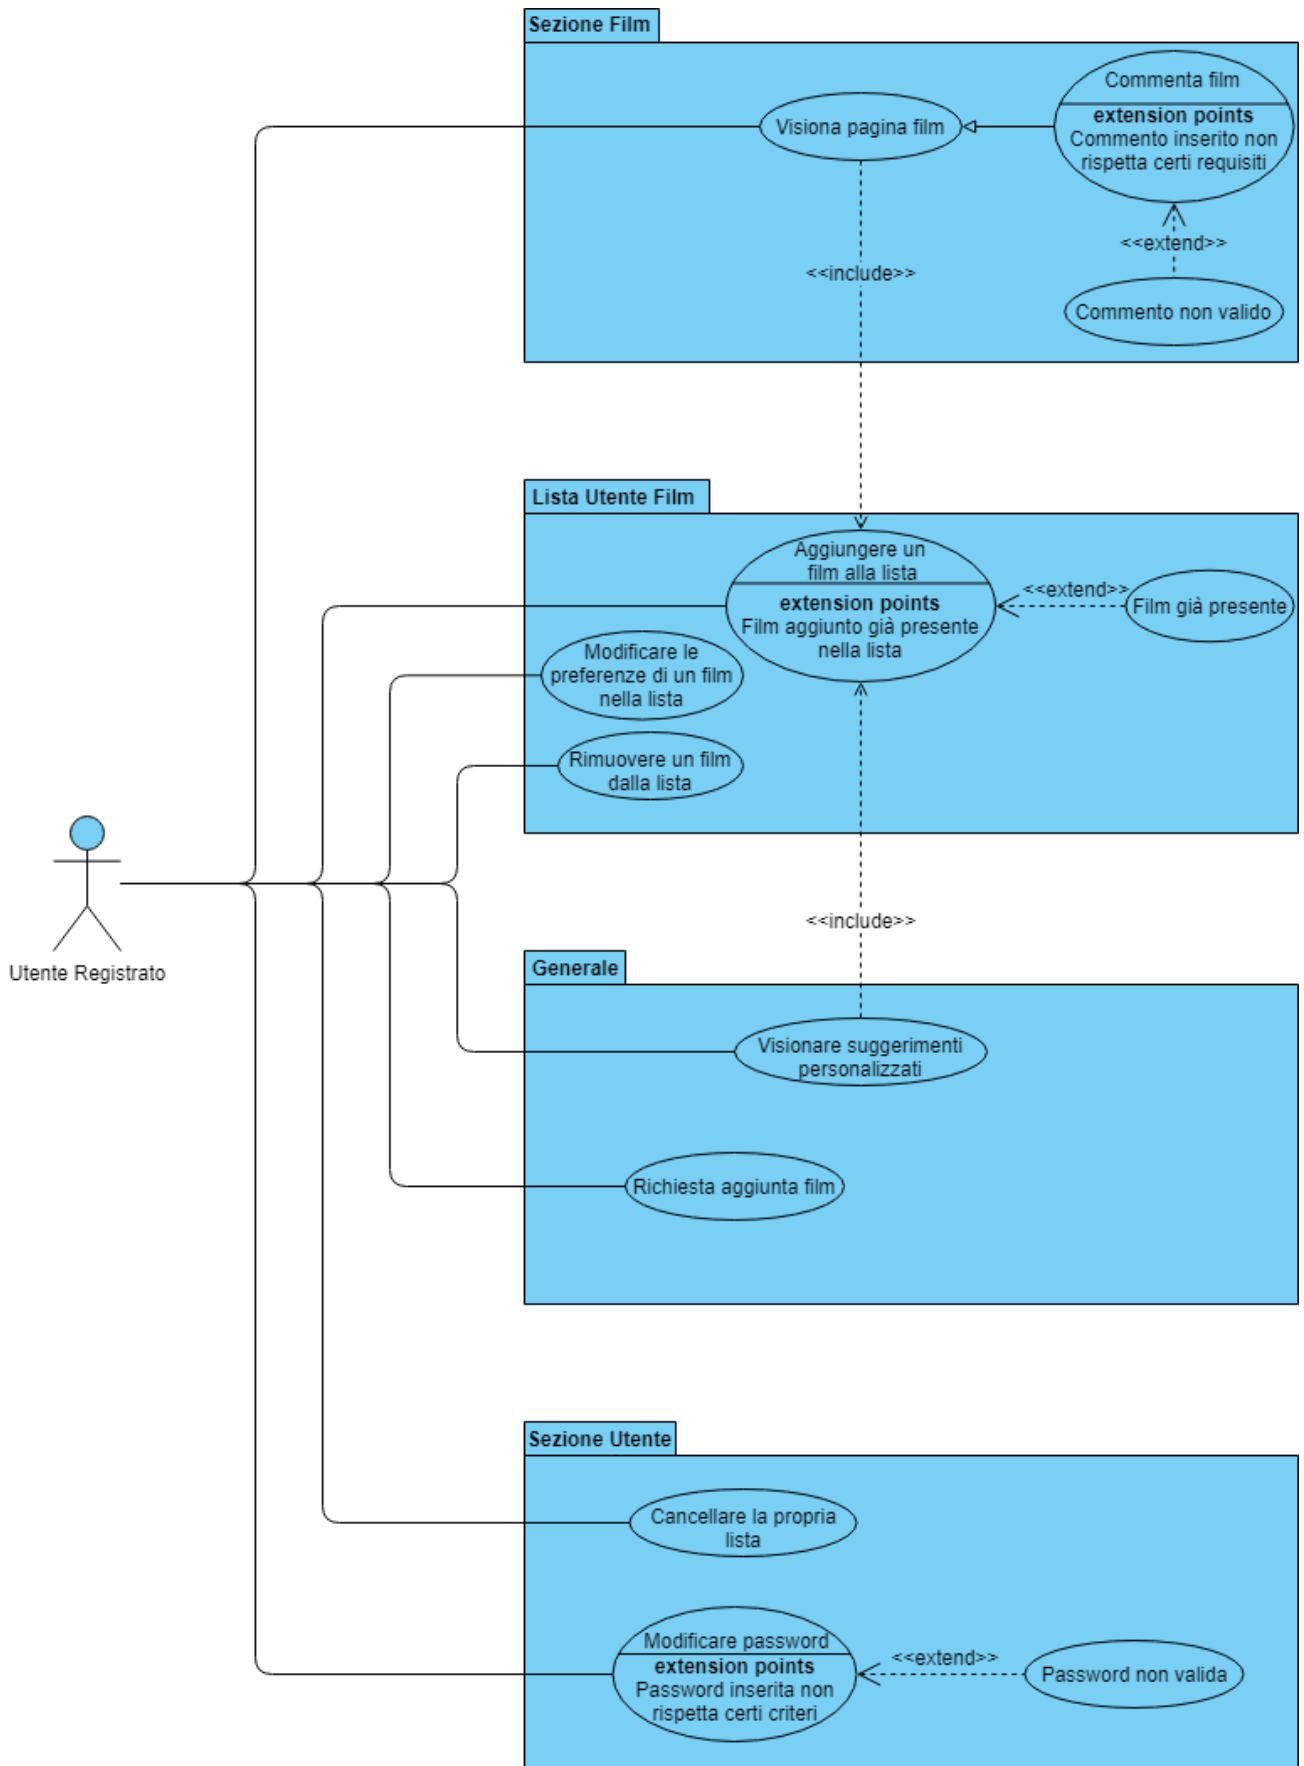 Sezione Film
Commenta film
extension points
Commento inserito non
rispetta certi requisiti
Visiona pagina film
<<extend>>
<<include>>
Commento non valido
Lista Utente Film
Aggiungere un
film alla lista
extension points
Film aggiunto già presente
nella lista
<<extend>>
Film già presente
Modificare le
preferenze di un film
nella lista
Rimuovere un film
dalla lista
Utente Registrato
<<include>>
Generale
Visionare suggerimenti
personalizzati
Richiesta aggiunta film
Sezione Utente
Cancellare la propria
lista
Modificare password
extension points
Password inserita non
rispetta certi criteri
<<extend>>
Password non valida